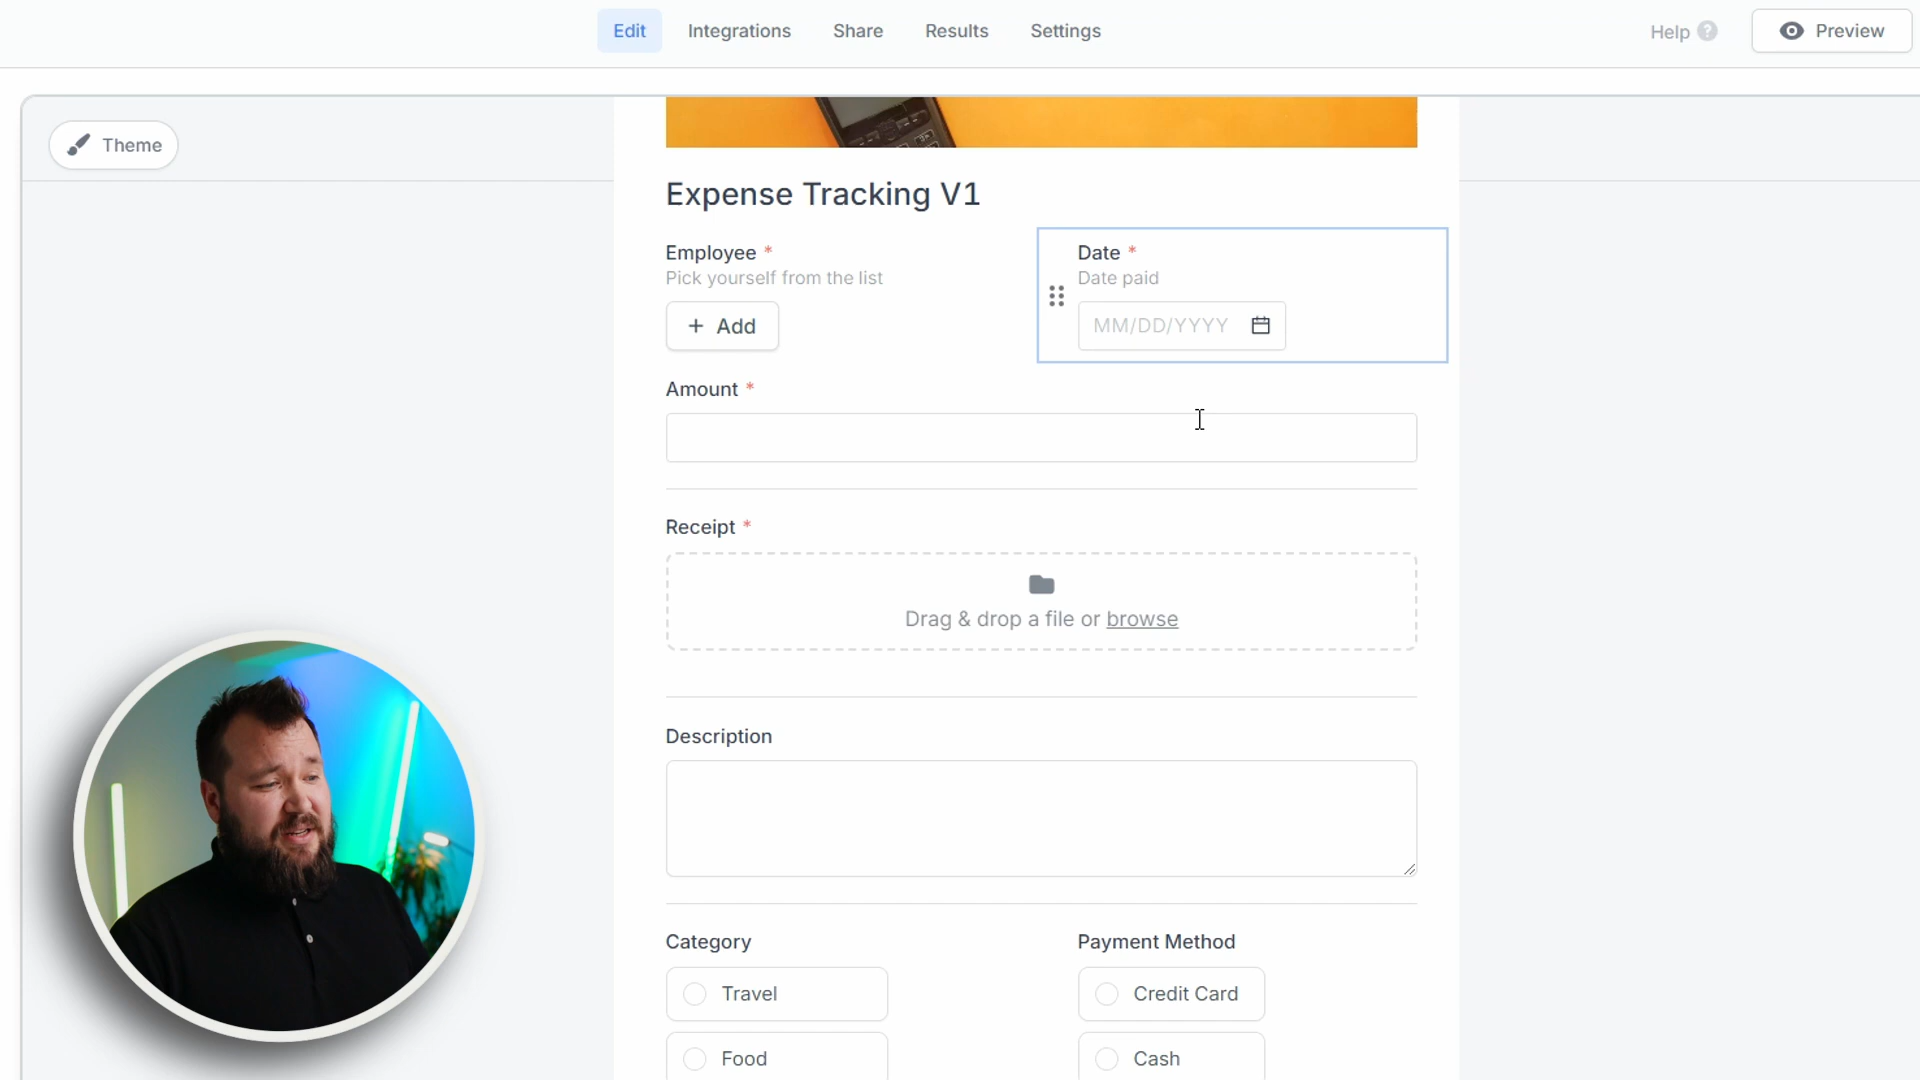 Edit Integrations Share Results Settings Help ? Preview
Theme
Expense Tracking V1
Employee * Date *
Pick yourself from the list Date paid
+ Add MM/DD/YYYY
Amount *
Receipt *
Drag & drop a file or browse
Description
Category Payment Method
Travel Credit Card
Food Cash